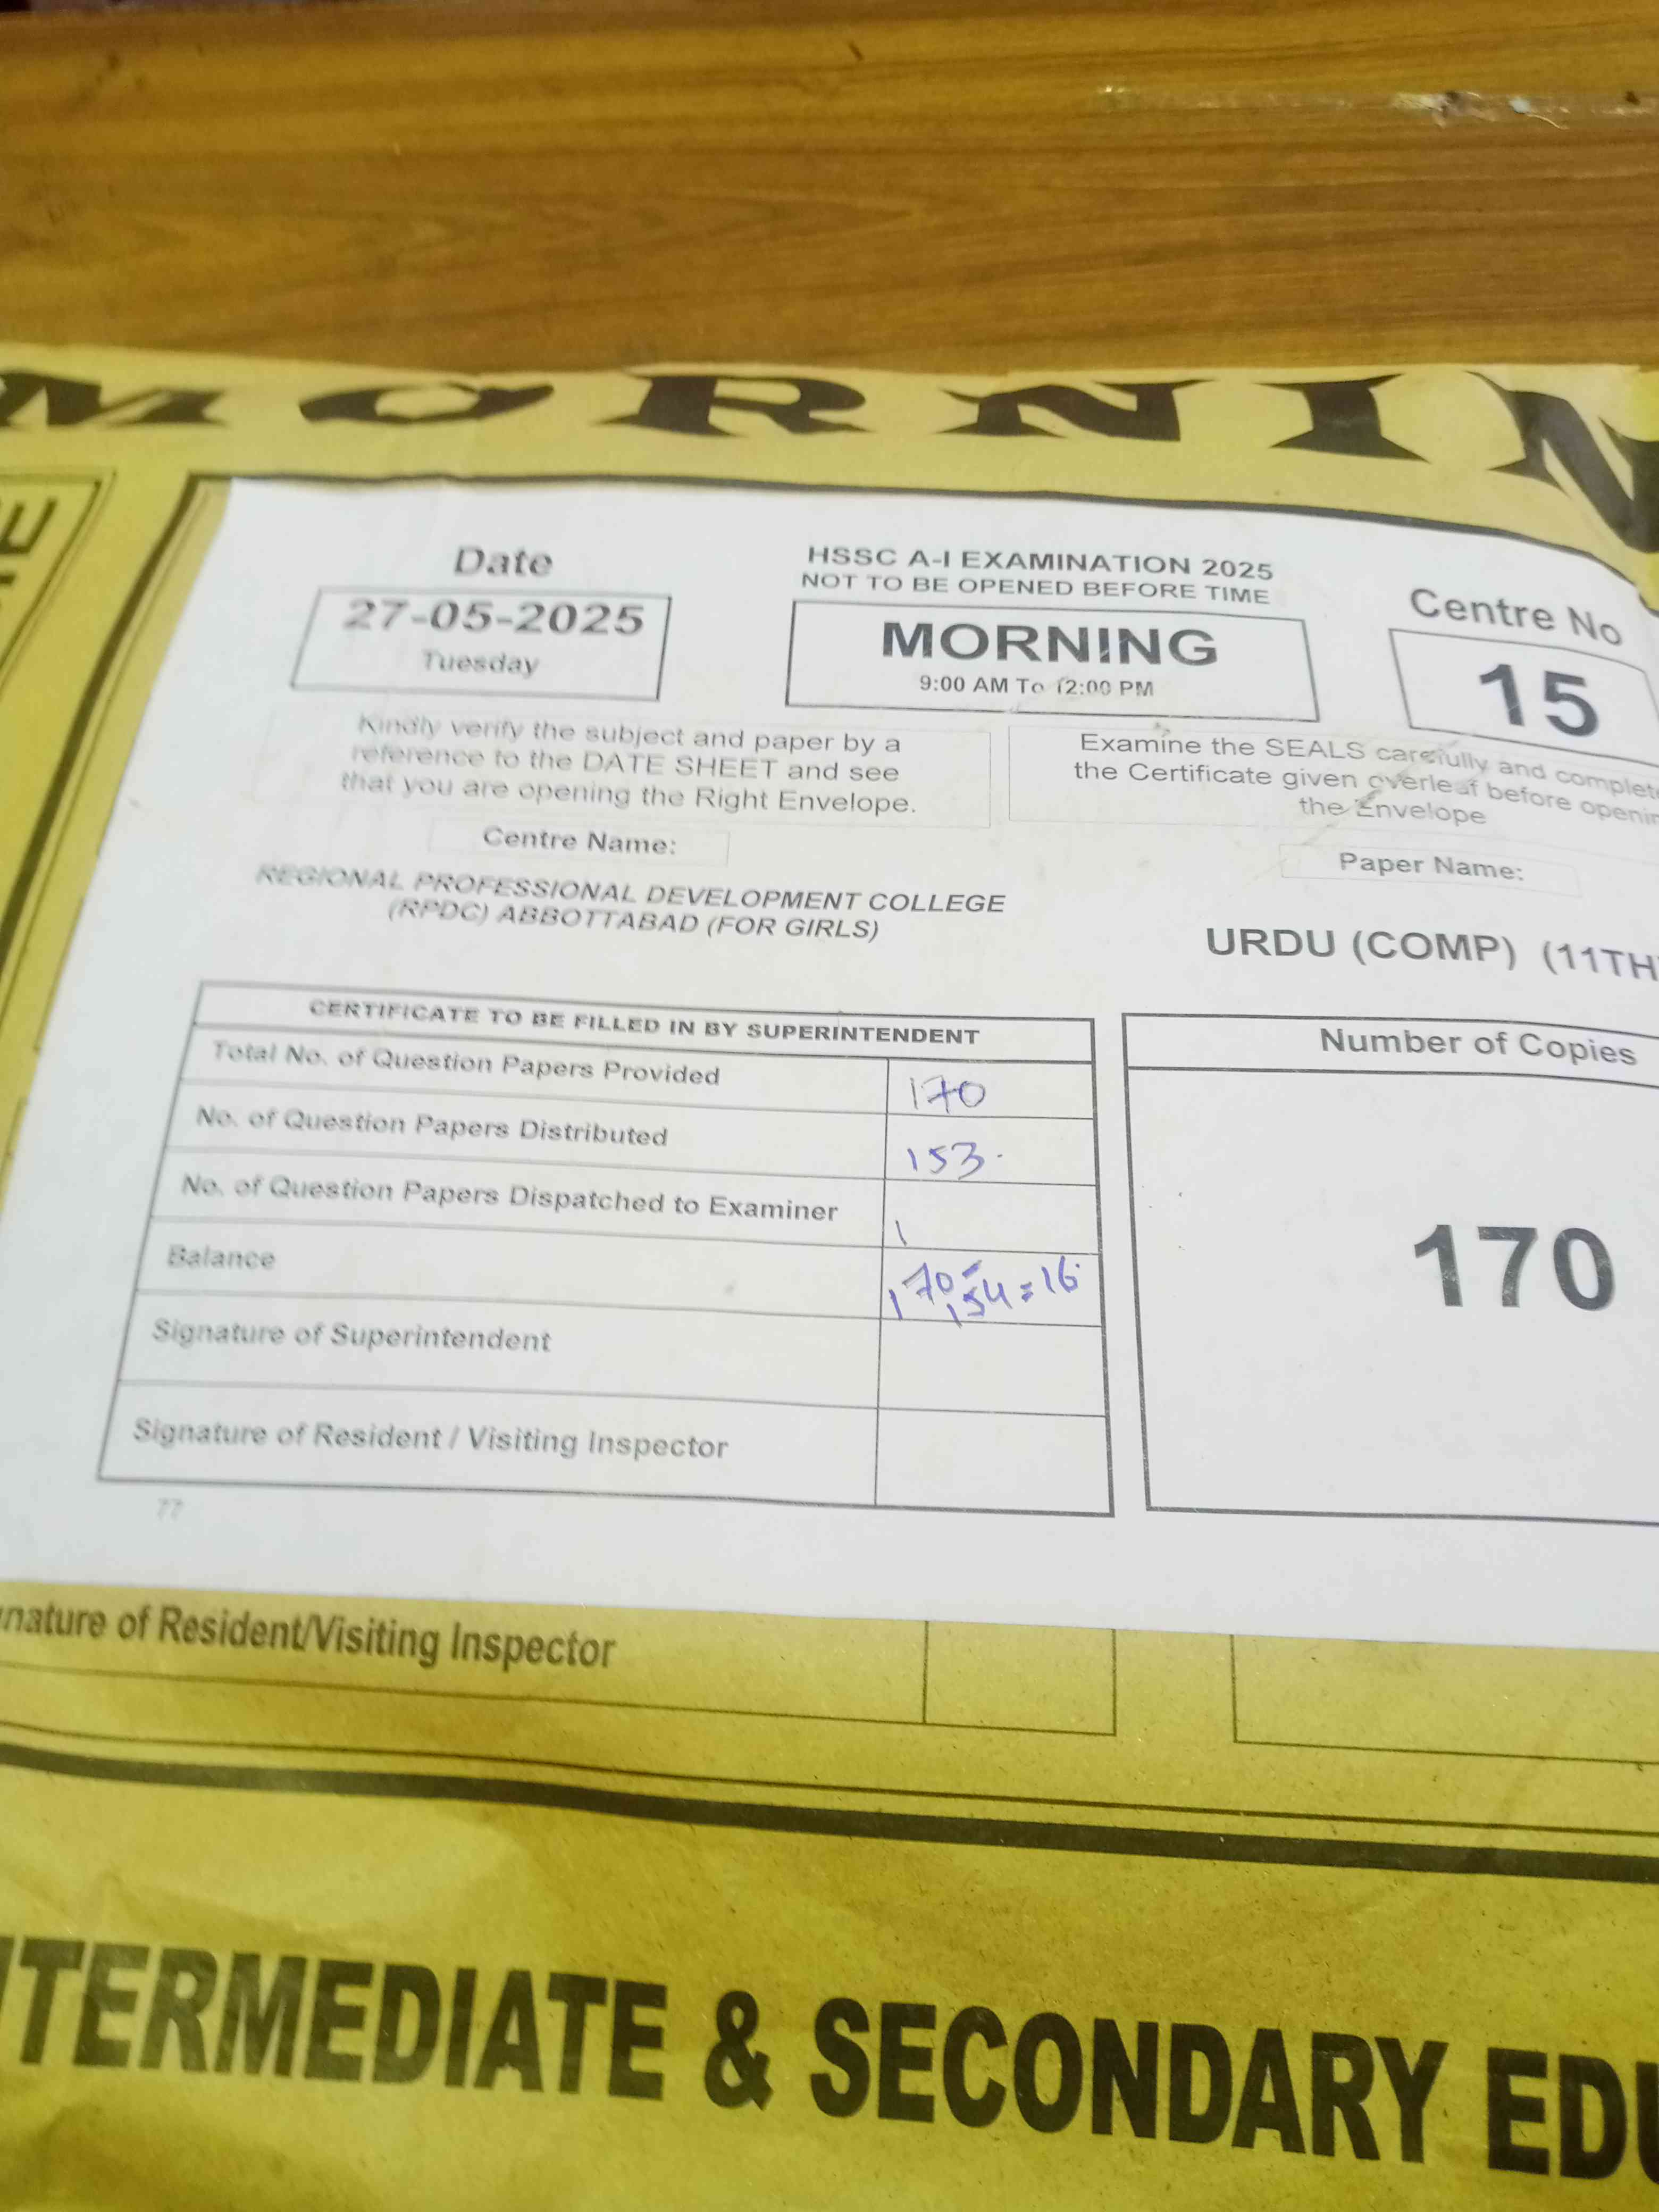 MORNIN
Date
27-05-2025
Tuesday
HSSC A-I EXAMINATION 2025
NOT TO BE OPENED BEFORE TIME
MORNING
9:00 AM To 12:00 PM
Centre No
15
Kindly verify the subject and paper by a
reference to the DATE SHEET and see
that you are opening the Right Envelope.
Examine the SEALS carefully and complete
the Certificate given overleaf before openin
the Envelope
Centre Name:
REGIONAL PROFESSIONAL DEVELOPMENT COLLEGE
(RPDC) ABBOTTABAD (FOR GIRLS)
Paper Name:
URDU (COMP) (11TH
CERTIFICATE TO BE FILLED IN BY SUPERINTENDENT
Total No. of Question Papers Provided 170
No. of Question Papers Distributed 153
No. of Question Papers Dispatched to Examiner 1
Balance 170-154=16
Signature of Superintendent
Signature of Resident / Visiting Inspector
77
Number of Copies
170
nature of Resident/Visiting Inspector
NTERMEDIATE & SECONDARY EDU